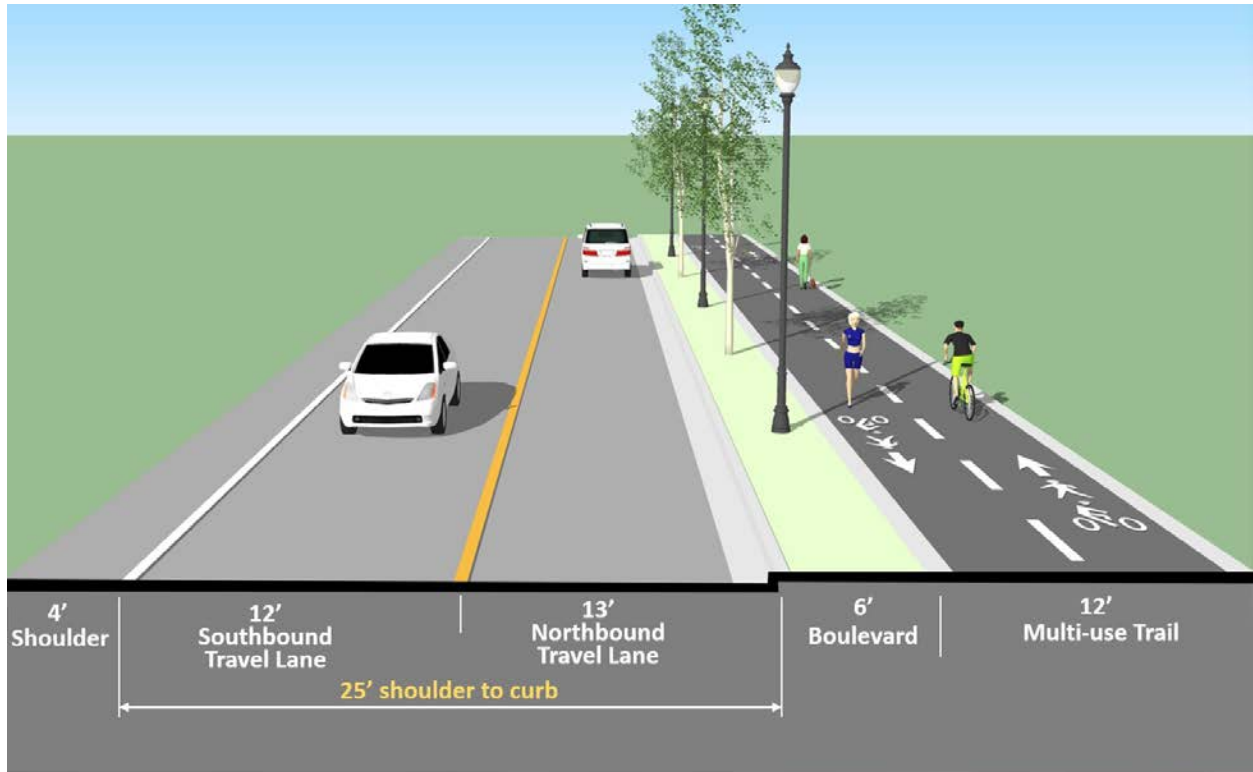 4’
Shoulder
12’
Southbound
Travel Lane
13’
Northbound
Travel Lane
6’
Boulevard
12’
Multi-use Trail
25’ shoulder to curb